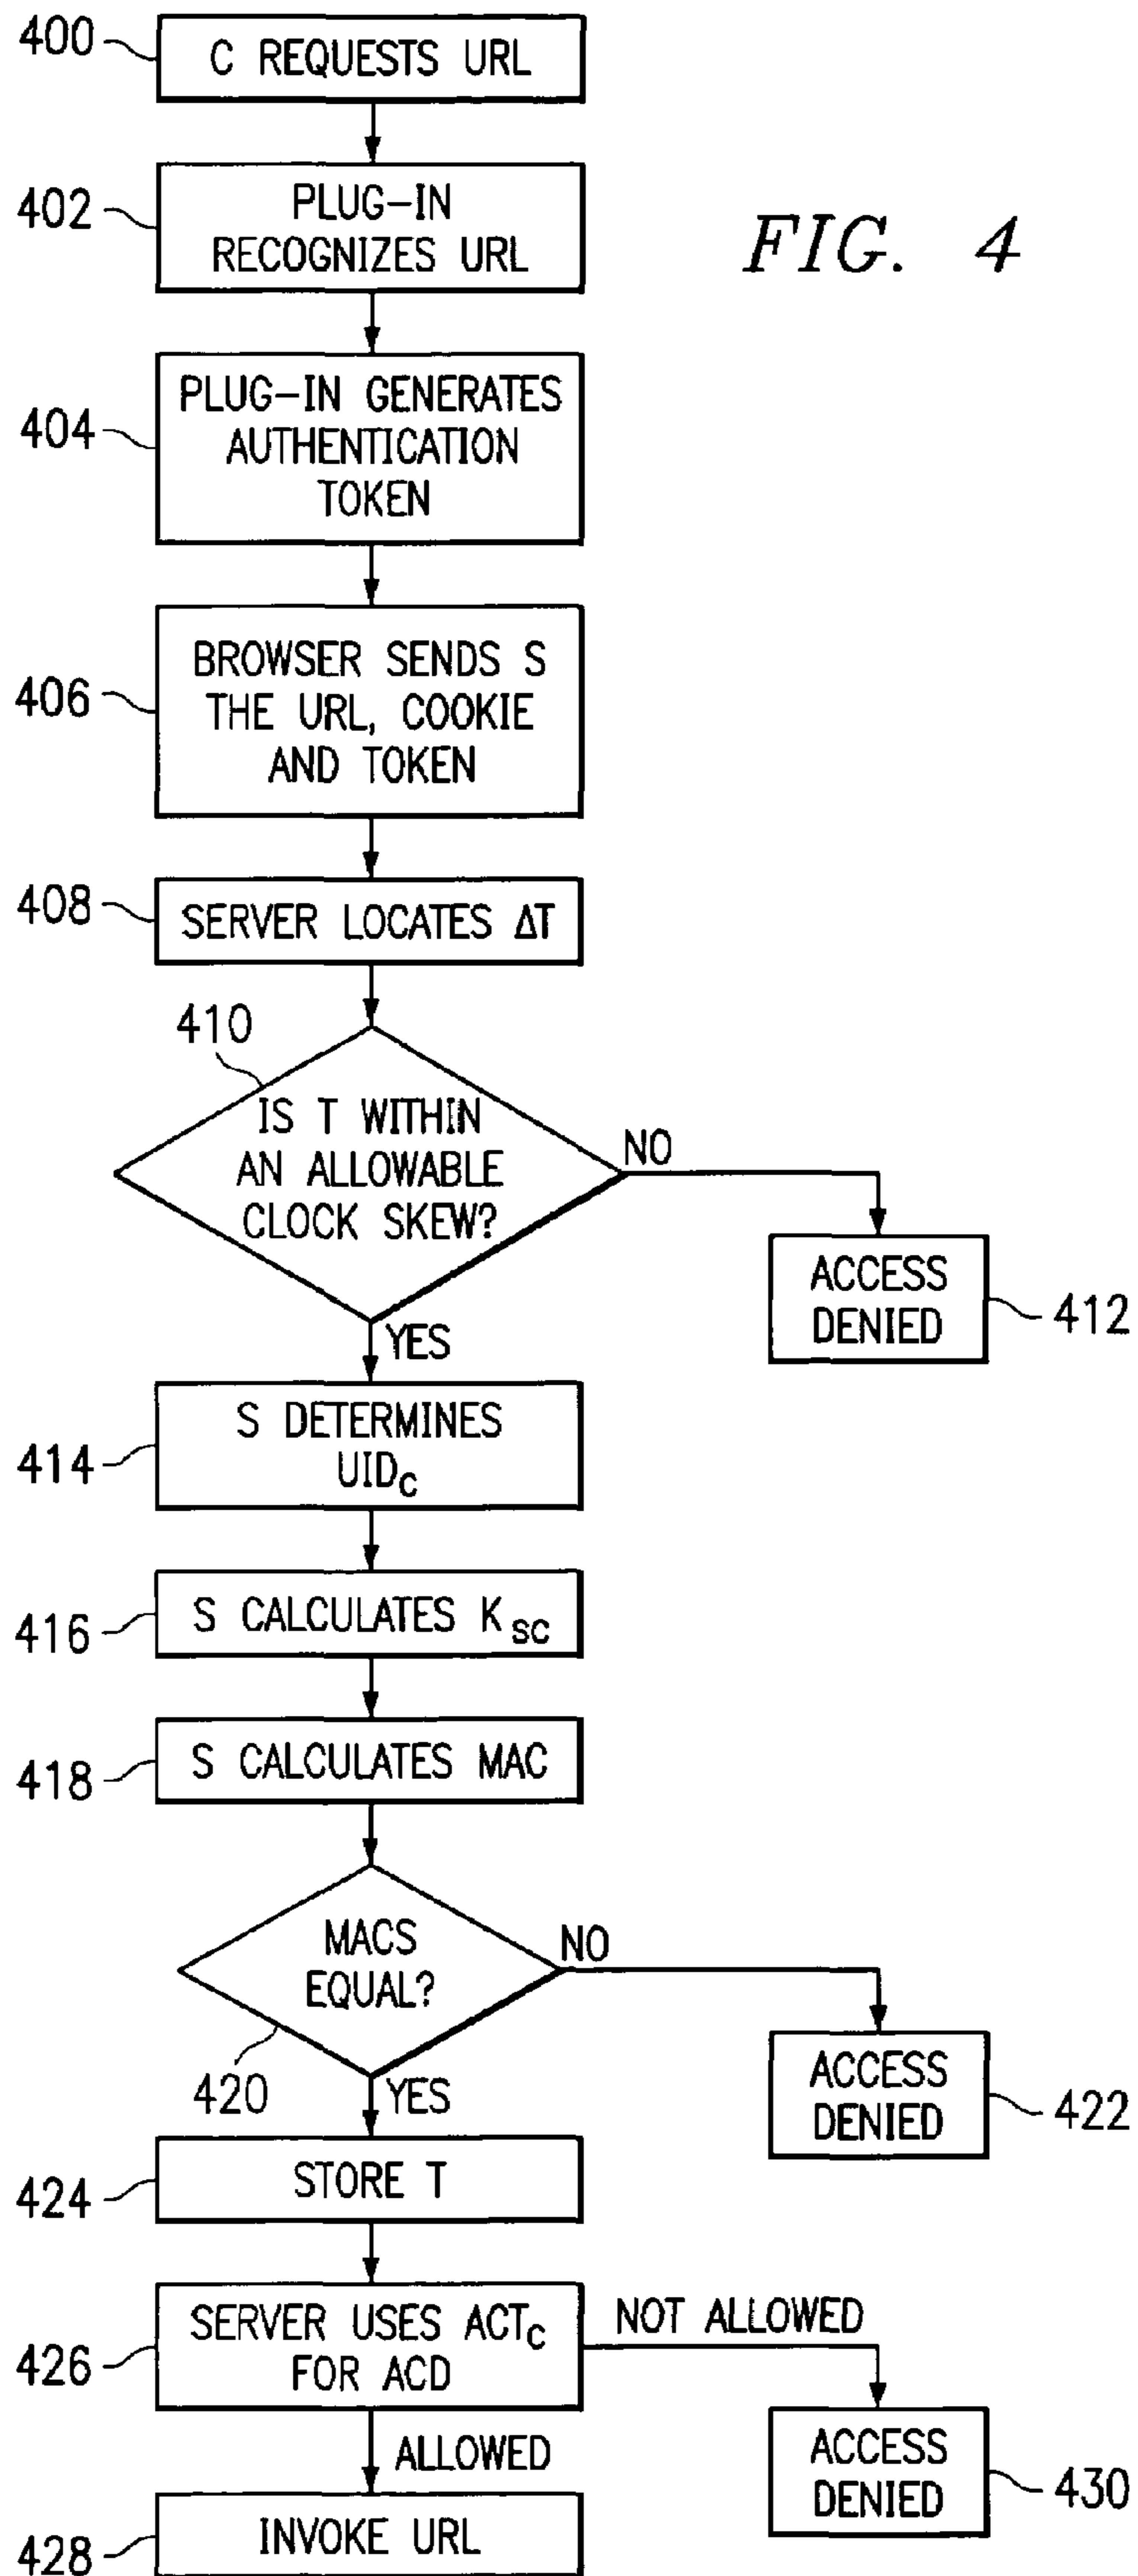 400
C REQUESTS URL
402
PLUG-IN
RECOGNIZES URL
FIG. 4
404
PLUG-IN GENERATES
AUTHENTICATION
TOKEN
406
BROWSER SENDS S
THE URL, COOKIE
AND TOKEN
408
SERVER LOCATES ΔT
410
IS T WITHIN
AN ALLOWABLE
CLOCK SKEW?
NO
ACCESS
DENIED
412
YES
414
S DETERMINES
UIDC
416
S CALCULATES KSC
418
S CALCULATES MAC
MACS
EQUAL?
420
NO
ACCESS
DENIED
422
YES
424
STORE T
426
SERVER USES ACTC
FOR ACD
NOT ALLOWED
ACCESS
DENIED
430
ALLOWED
428
INVOKE URL